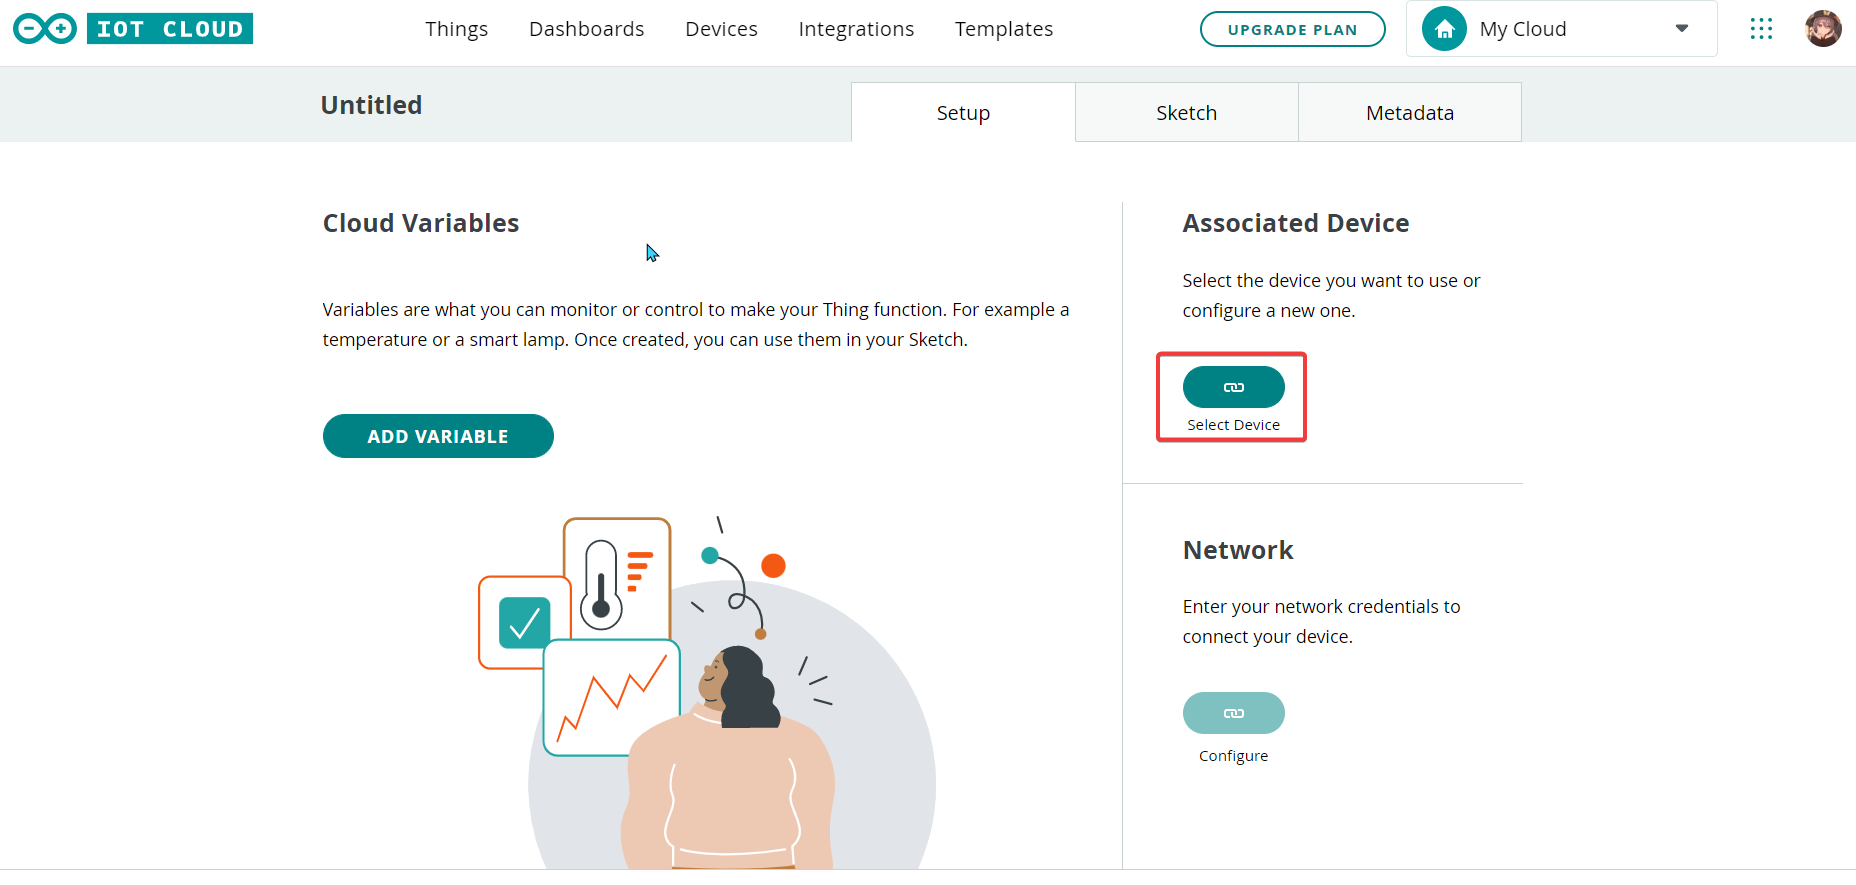 IOT CLOUD
Things Dashboards Devices Integrations Templates
UPGRADE PLAN
My Cloud
Untitled
Setup Sketch Metadata
Cloud Variables
Variables are what you can monitor or control to make your Thing function. For example a
temperature or a smart lamp. Once created, you can use them in your Sketch.
ADD VARIABLE
Associated Device
Select the device you want to use or
configure a new one.
Select Device
Network
Enter your network credentials to
connect your device.
Configure